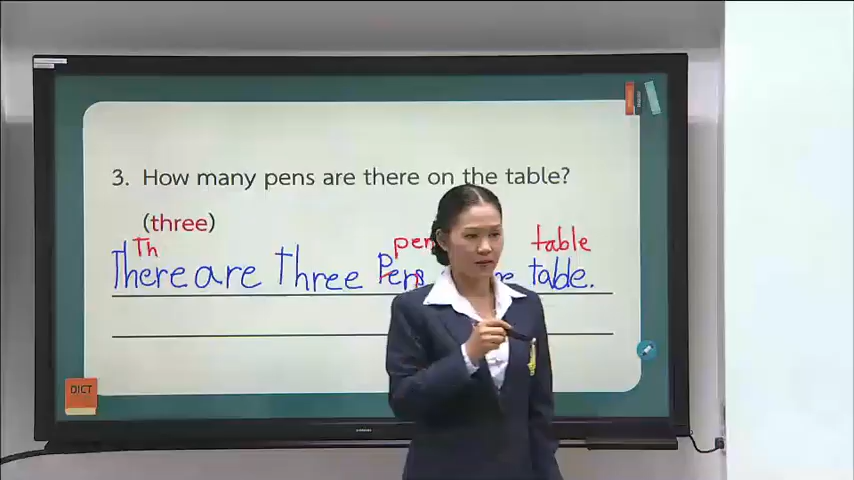 3. How many pens are there on the table?
(three)
Th pen table
There are three Pens table.
DICT